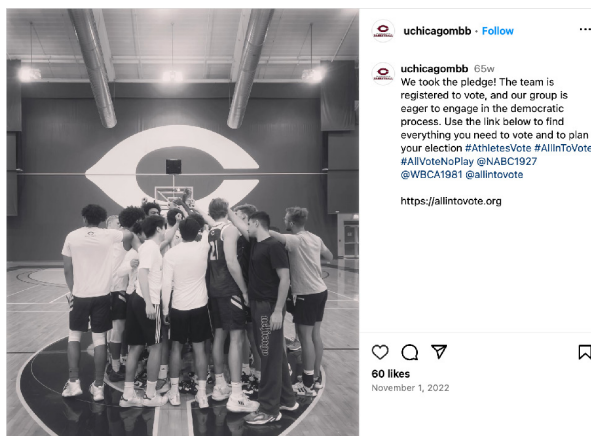 uchicagombb · Follow
uchicagombb 65w
We took the pledge! The team is
registered to vote, and our group is
eager to engage in the democratic
process. Use the link below to find
everything you need to vote and to plan
your election #AthletesVote #AllInToVote
#AllVoteNoPlay @NABC1927
@WBCA1981 @allintovote
https://allintovote.org
60 likes
November 1, 2022
21